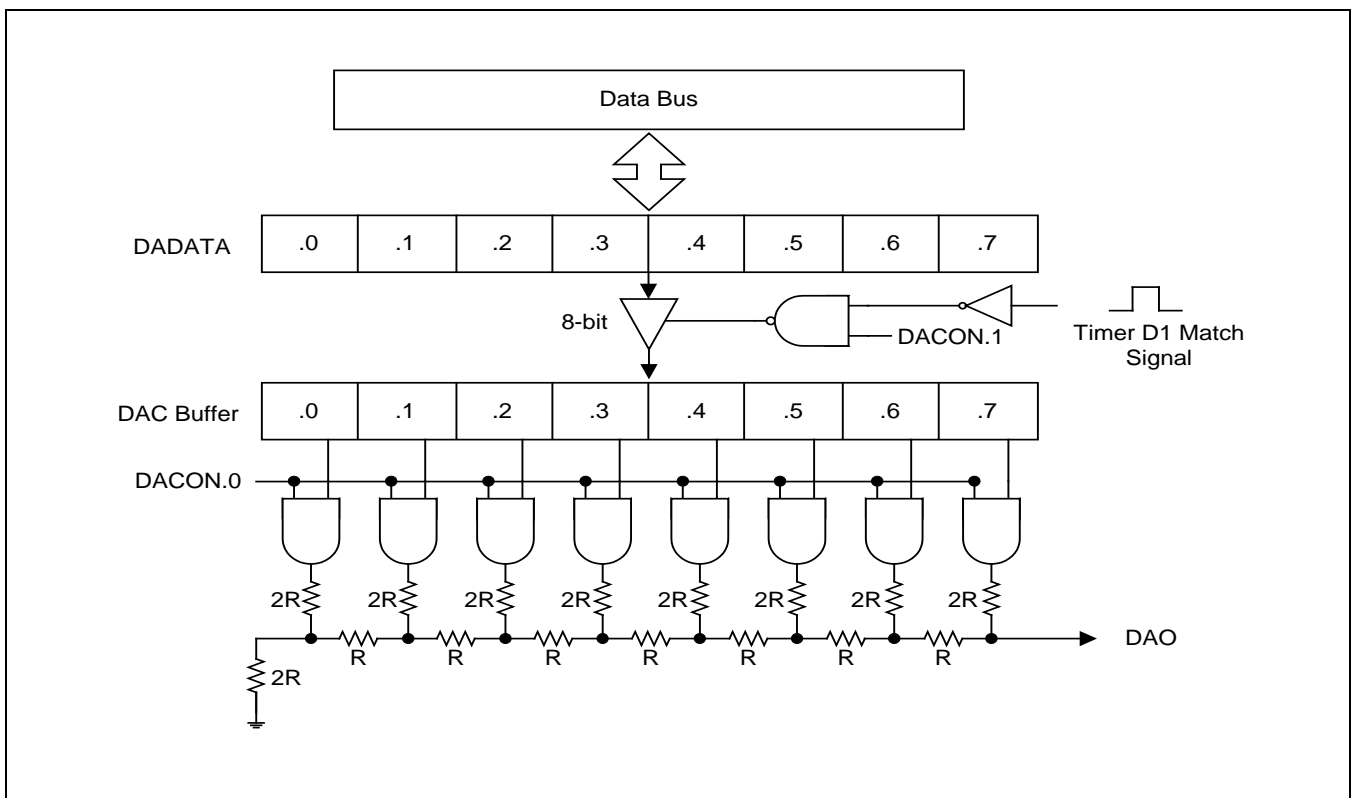 Data Bus
DADATA .0 .1 .2 .3 .4 .5 .6 .7
8-bit
DACON.1
Timer D1 Match
Signal
DAC Buffer .0 .1 .2 .3 .4 .5 .6 .7
DACON.0
2R 2R 2R 2R 2R 2R 2R 2R
DAO
R R R R R R R
2R